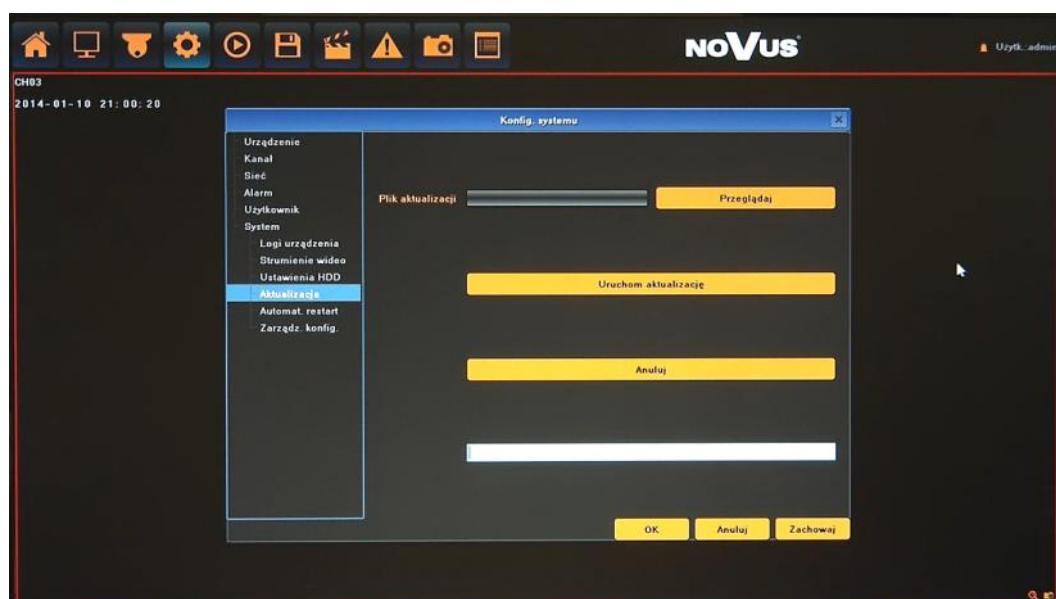 NOVUS
Użytk.:admin
CH03
2014-01-10 21:00:20
Konfig. systemu
Urządzenie
Kanał
Sieć
Alarm
Użytkownik
System
Logi urządzenia
Strumienie wideo
Ustawienia HDD
Aktualizacja
Automat. restart
Zarządz. konfig.
Plik aktualizacji
Przeglądaj
Uruchom aktualizację
Anuluj
OK Anuluj Zachowaj